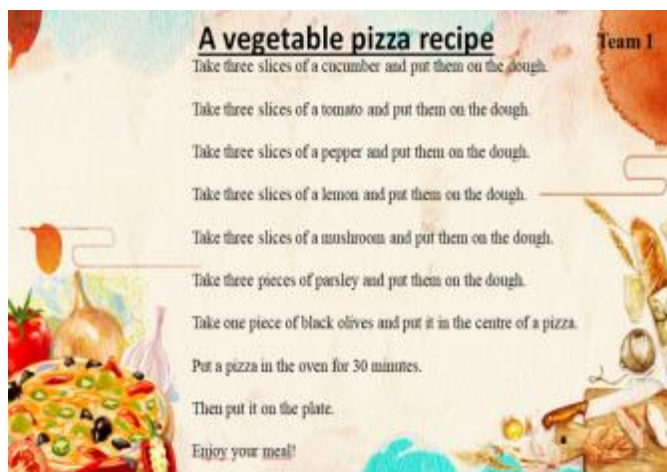 A vegetable pizza recipe
Team 1
Take three slices of a cucumber and put them on the dough.
Take three slices of a tomato and put them on the dough.
Take three slices of a pepper and put them on the dough.
Take three slices of a lemon and put them on the dough.
Take three slices of a mushroom and put them on the dough.
Take three pieces of parsley and put them on the dough.
Take one piece of black olives and put it in the centre of a pizza.
Put a pizza in the oven for 30 minutes.
Then put it on the plate.
Enjoy your meal!